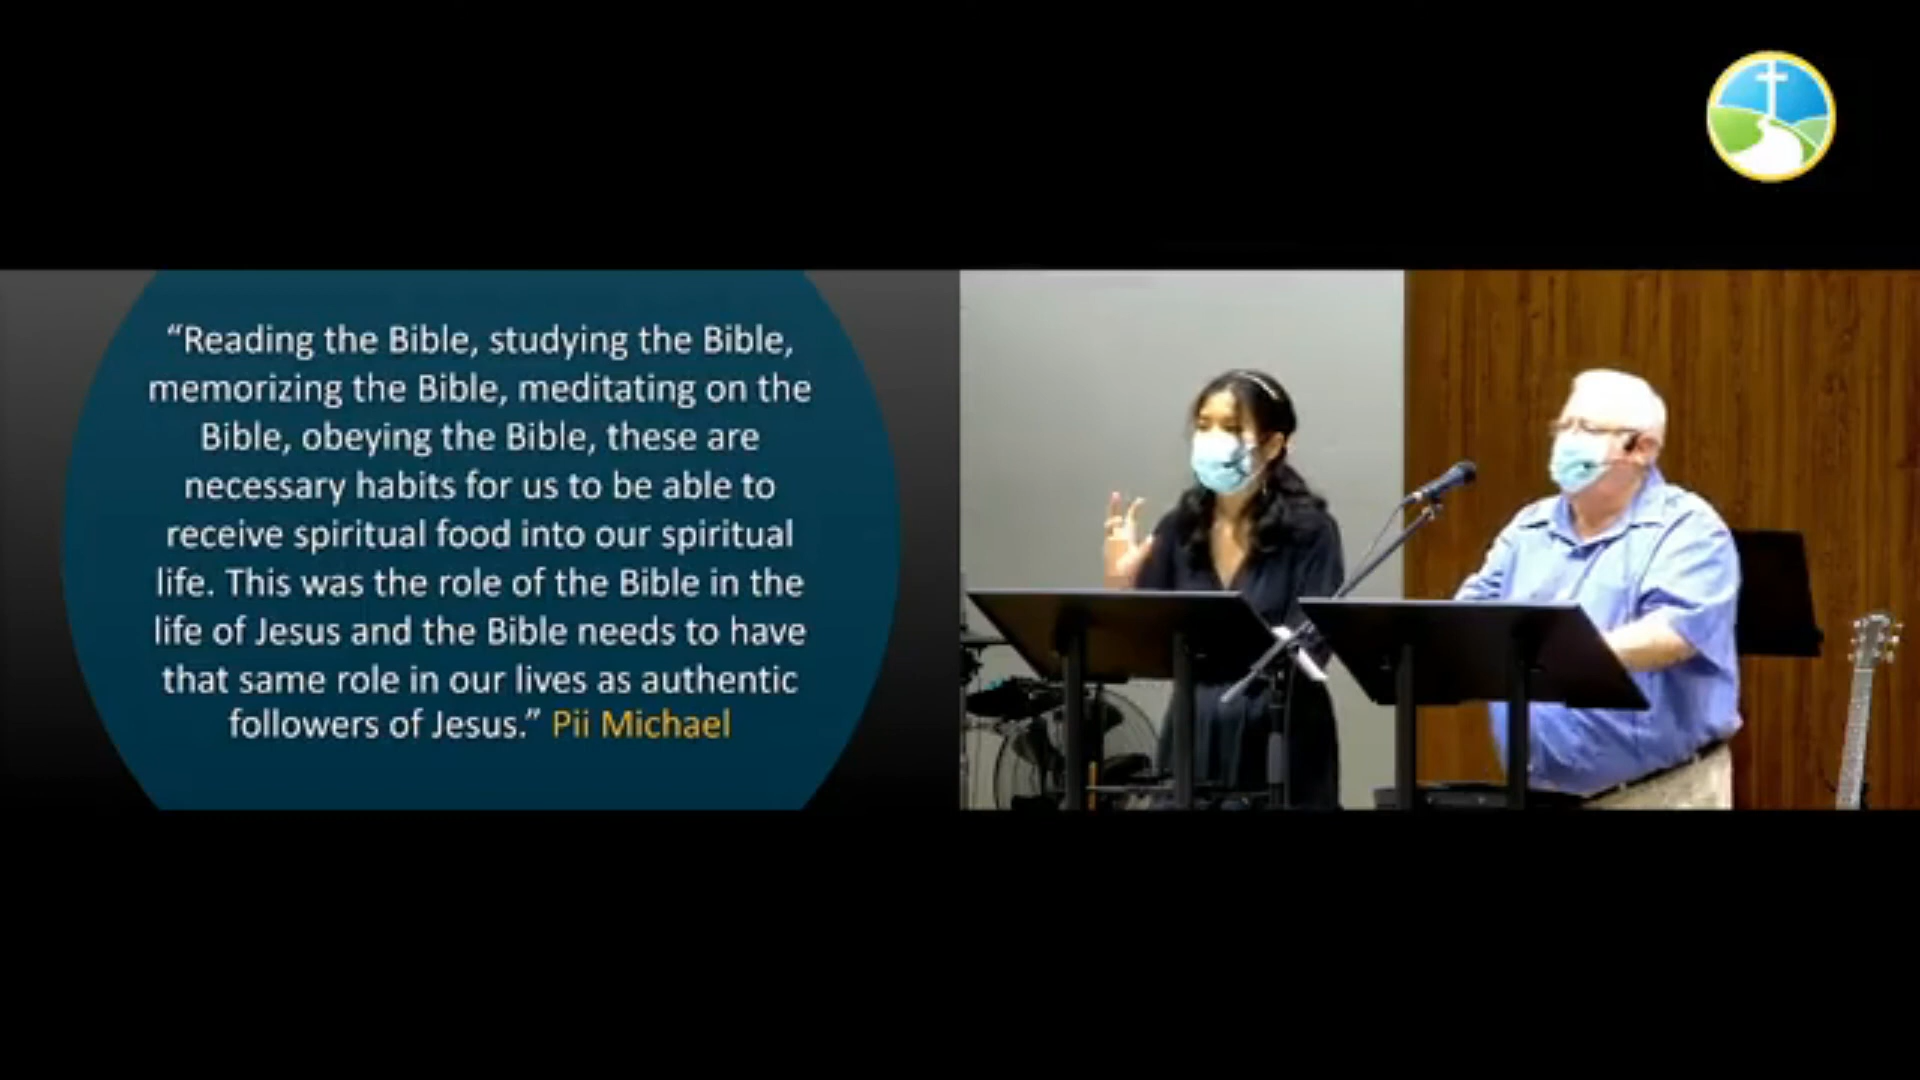 “Reading the Bible, studying the Bible,
memorizing the Bible, meditating on the
Bible, obeying the Bible, these are
necessary habits for us to be able to
receive spiritual food into our spiritual
life. This was the role of the Bible in the
life of Jesus and the Bible needs to have
that same role in our lives as authentic
followers of Jesus.” Pii Michael